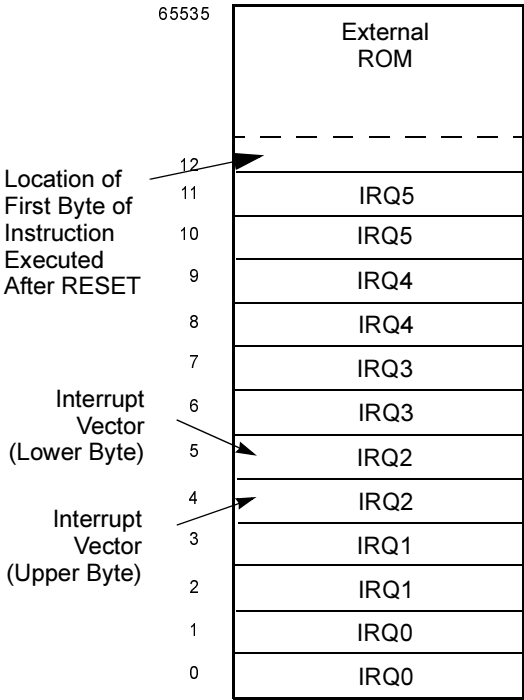 65535
External
ROM
12
Location of
First Byte of
Instruction
Executed
After RESET
11
IRQ5
10
IRQ5
9
IRQ4
8
IRQ4
7
IRQ3
Interrupt
Vector
(Lower Byte)
6
IRQ3
5
IRQ2
4
IRQ2
Interrupt
Vector
(Upper Byte)
3
IRQ1
2
IRQ1
1
IRQ0
0
IRQ0